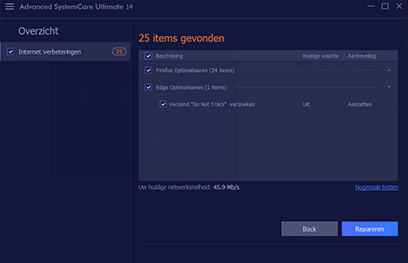 Advanced SystemCare Ultimate 14
Overzicht
Internet verbeteringen 25
25 items gevonden
Beschrijving Huidige waarde Aanbeveling
Firefox Optimaliseren (24 items)
Edge Optimaliseren (1 items)
Verzend "Do Not Track"-verzoeken Uit Aanzetten
Uw huidige netwerksnelheid: 45.9 Mb/s Nogmaals testen
Back Repareren